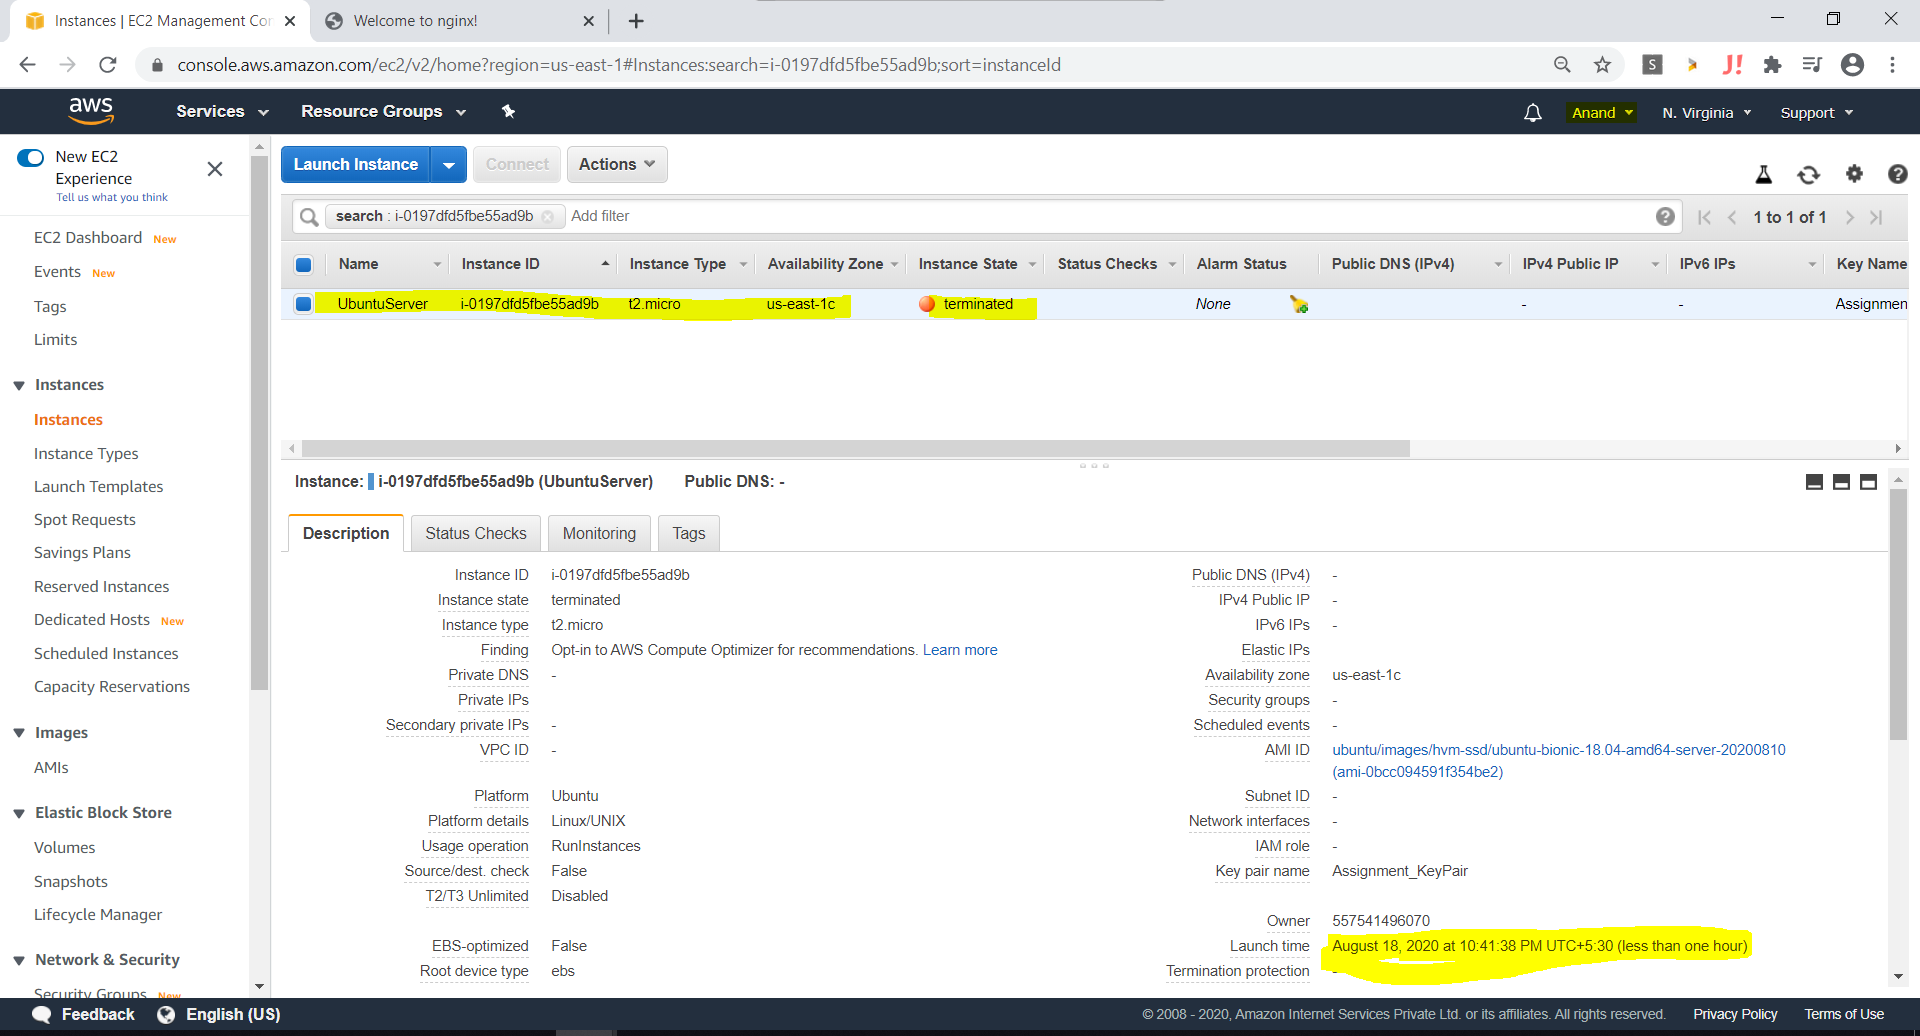 Instances | EC2 Management Con
Welcome to nginx!
console.aws.amazon.com/ec2/v2/home?region=us-east-1#Instances:search=i-0197dfd5fbe55ad9b;sort=instanceId
S
J!
aws
Services
Resource Groups
Anand
N. Virginia
Support
New EC2
Experience
Tell us what you think
EC2 Dashboard New
Events New
Tags
Limits
Instances
Instances
Instance Types
Launch Templates
Spot Requests
Savings Plans
Reserved Instances
Dedicated Hosts New
Scheduled Instances
Capacity Reservations
Images
AMIs
Elastic Block Store
Volumes
Snapshots
Lifecycle Manager
Network & Security
Security Groups New
Launch Instance
Connect
Actions
search : i-0197dfd5fbe55ad9b
Add filter
1 to 1 of 1
Name Instance ID Instance Type Availability Zone Instance State Status Checks Alarm Status Public DNS (IPv4) IPv4 Public IP IPv6 IPs Key Name
UbuntuServer i-0197dfd5fbe55ad9b t2.micro us-east-1c terminated None - - Assignmen
Instance: i-0197dfd5fbe55ad9b (UbuntuServer) Public DNS: -
Description Status Checks Monitoring Tags
Instance ID i-0197dfd5fbe55ad9b
Instance state terminated
Instance type t2.micro
Finding Opt-in to AWS Compute Optimizer for recommendations. Learn more
Private DNS -
Private IPs
Secondary private IPs -
VPC ID -
Platform Ubuntu
Platform details Linux/UNIX
Usage operation RunInstances
Source/dest. check False
T2/T3 Unlimited Disabled
EBS-optimized False
Root device type ebs
Public DNS (IPv4) -
IPv4 Public IP -
IPv6 IPs -
Elastic IPs
Availability zone us-east-1c
Security groups -
Scheduled events -
AMI ID ubuntu/images/hvm-ssd/ubuntu-bionic-18.04-amd64-server-20200810
(ami-0bcc094591f354be2)
Subnet ID -
Network interfaces -
IAM role -
Key pair name Assignment_KeyPair
Owner 557541496070
Launch time August 18, 2020 at 10:41:38 PM UTC+5:30 (less than one hour)
Termination protection -
Feedback
English (US)
© 2008 - 2020, Amazon Internet Services Private Ltd. or its affiliates. All rights reserved.
Privacy Policy
Terms of Use